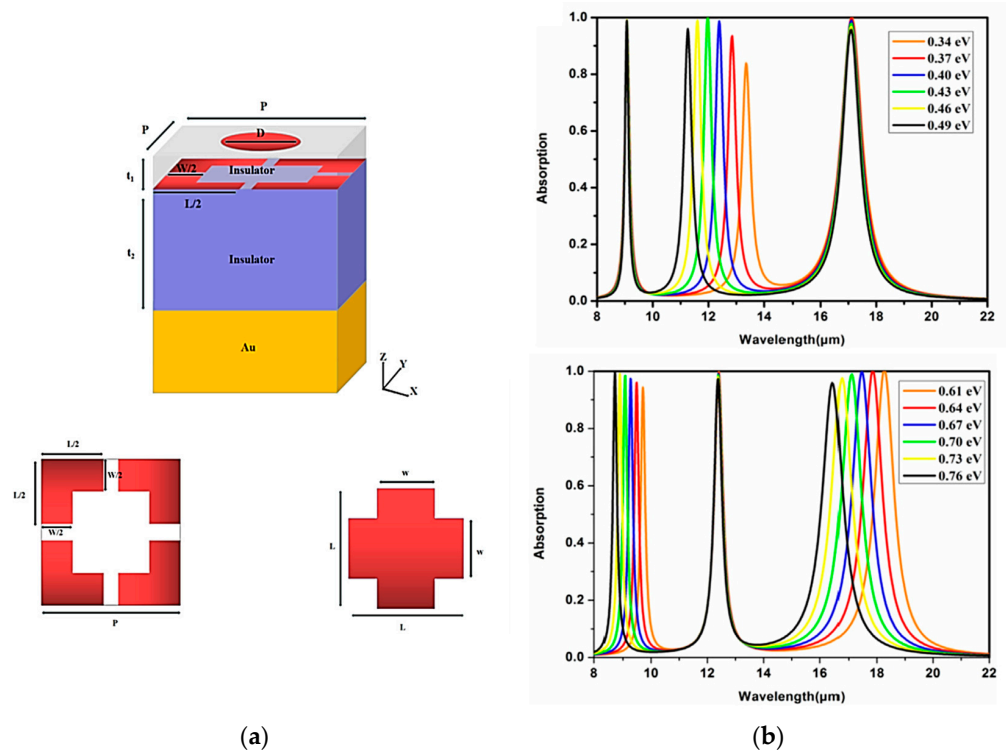 P
P
D
t1
W/2
Insulator
L/2
t2
Insulator
Au
Z
Y
X
L/2
L/2
W/2
W/2
P
w
L
w
L
(a)
1.0
0.8
0.6
0.4
0.2
0.0
Absorption
8 10 12 14 16 18 20 22
Wavelength(μm)
0.34 eV
0.37 eV
0.40 eV
0.43 eV
0.46 eV
0.49 eV
1.0
0.8
0.6
0.4
0.2
0.0
Absorption
8 10 12 14 16 18 20 22
Wavelength(μm)
0.61 eV
0.64 eV
0.67 eV
0.70 eV
0.73 eV
0.76 eV
(b)